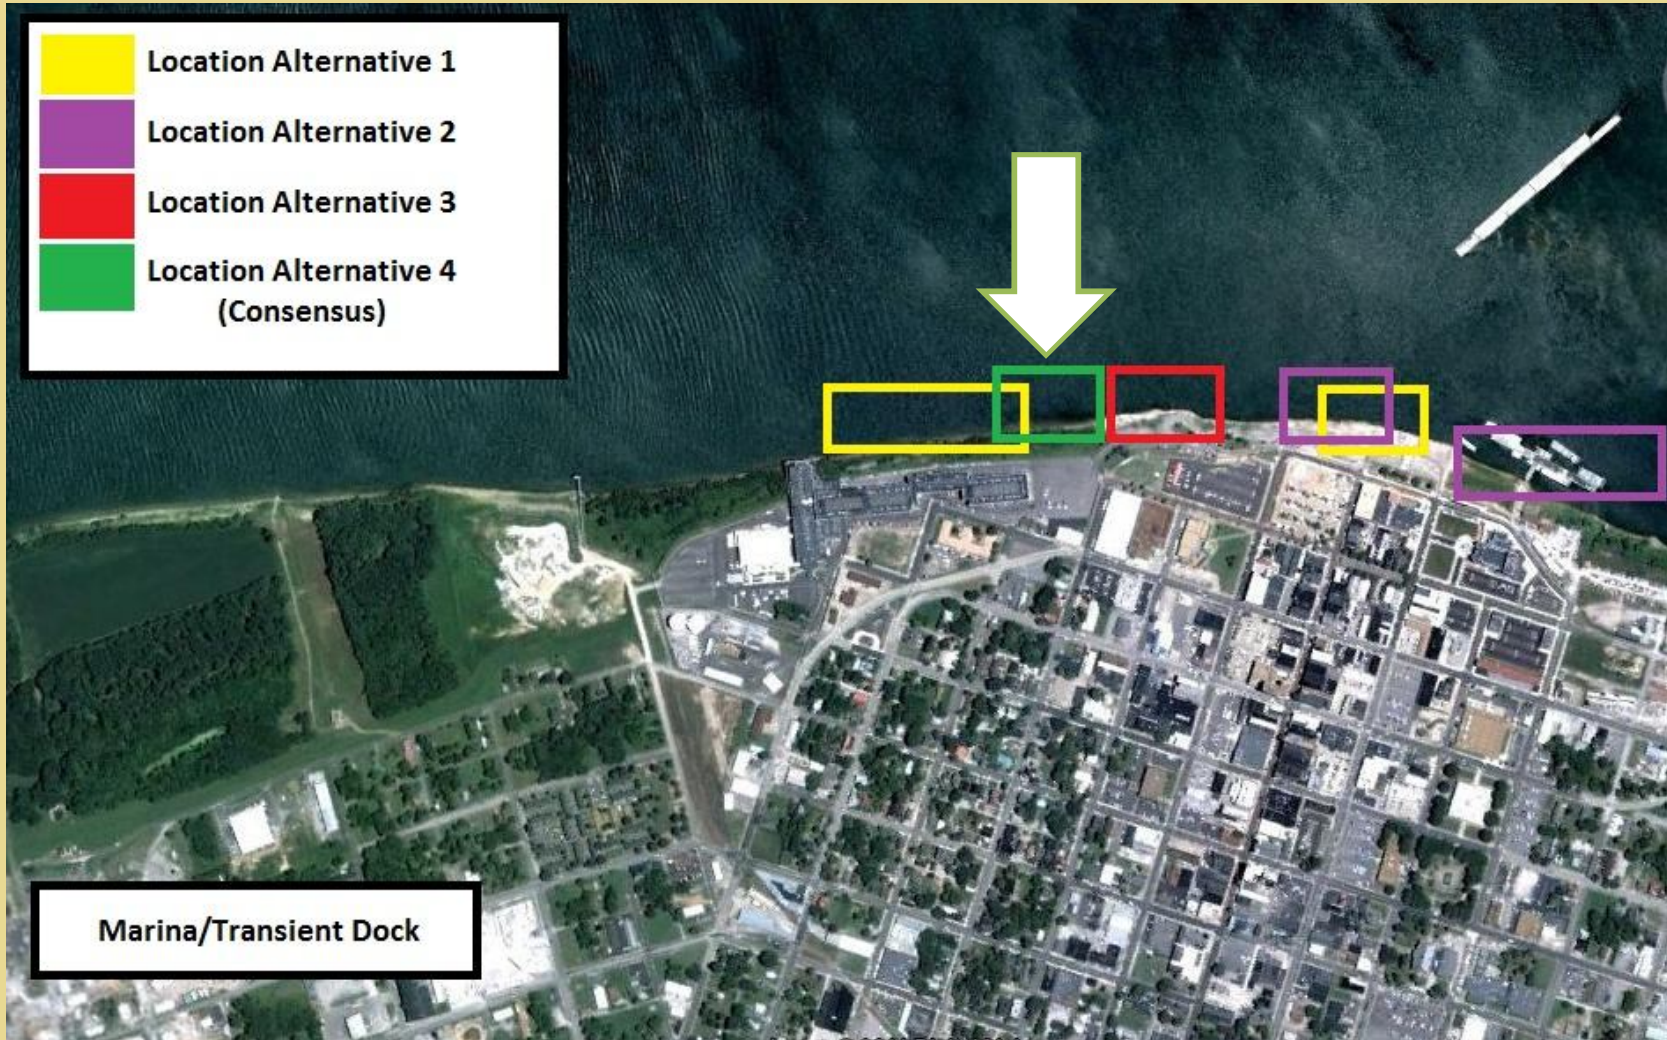 Location Alternative 1
Location Alternative 2
Location Alternative 3
Location Alternative 4
(Consensus)
Marina/Transient Dock